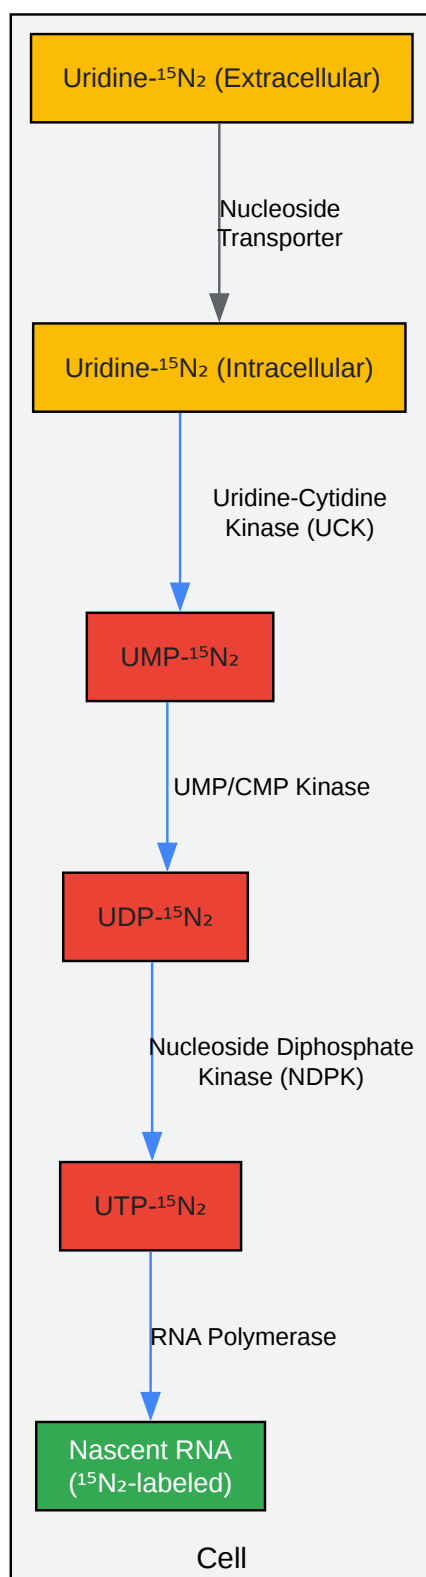 Uridine-¹⁵N₂ (Extracellular)
Nucleoside
Transporter
Uridine-¹⁵N₂ (Intracellular)
Uridine-Cytidine
Kinase (UCK)
UMP-¹⁵N₂
UMP/CMP Kinase
UDP-¹⁵N₂
Nucleoside Diphosphate
Kinase (NDPK)
UTP-¹⁵N₂
RNA Polymerase
Nascent RNA
(¹⁵N₂-labeled)
Cell